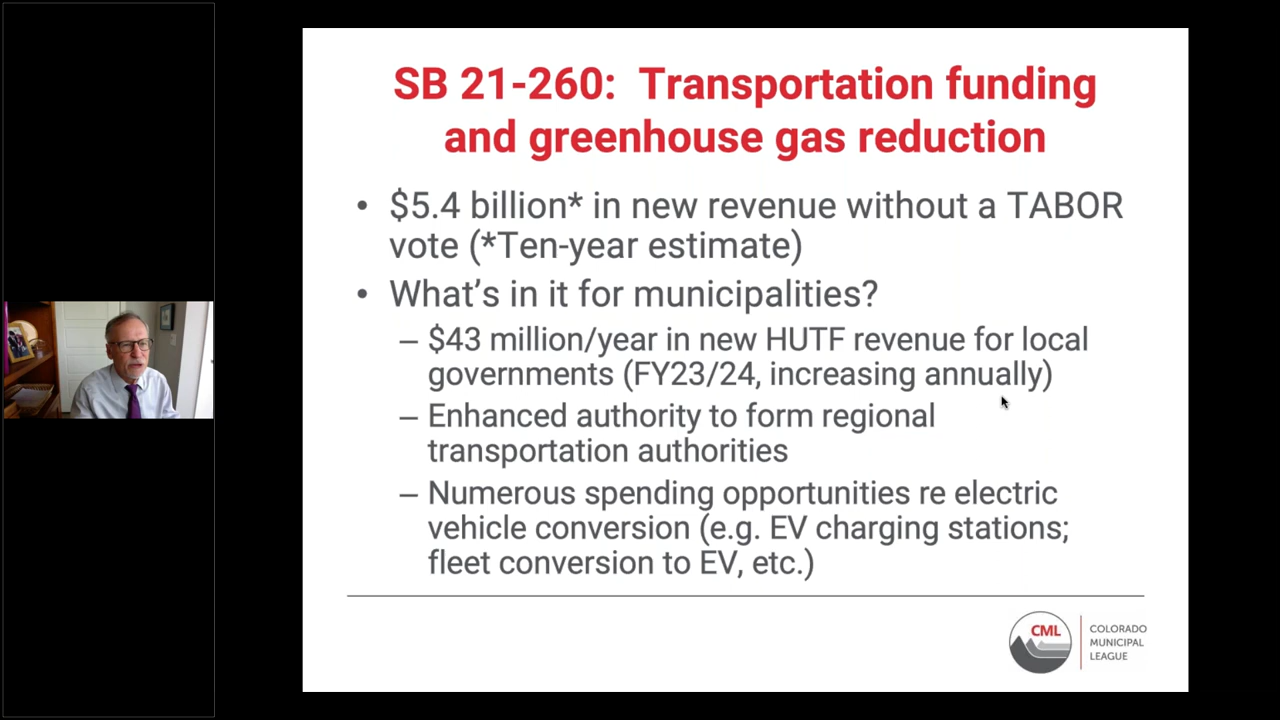 SB 21-260:  Transportation funding
and greenhouse gas reduction
• $5.4 billion* in new revenue without a TABOR
vote (*Ten-year estimate)
• What’s in it for municipalities?
– $43 million/year in new HUTF revenue for local
governments (FY23/24, increasing annually)
– Enhanced authority to form regional
transportation authorities
– Numerous spending opportunities re electric
vehicle conversion (e.g. EV charging stations;
fleet conversion to EV, etc.)
CML
COLORADO
MUNICIPAL
LEAGUE